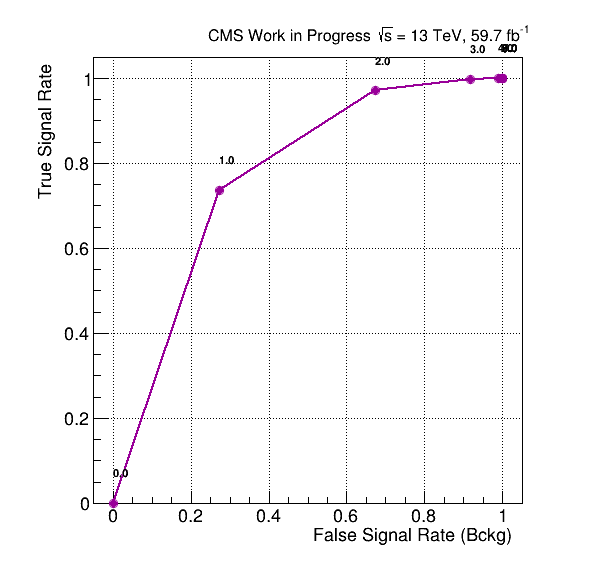 CMS Work in Progress √s = 13 TeV, 59.7 fb⁻¹
3.0
2.0
1
True Signal Rate
1.0
0.8
0.6
0.4
0.2
0.0
0
0 0.2 0.4 0.6 0.8 1
False Signal Rate (Bckg)